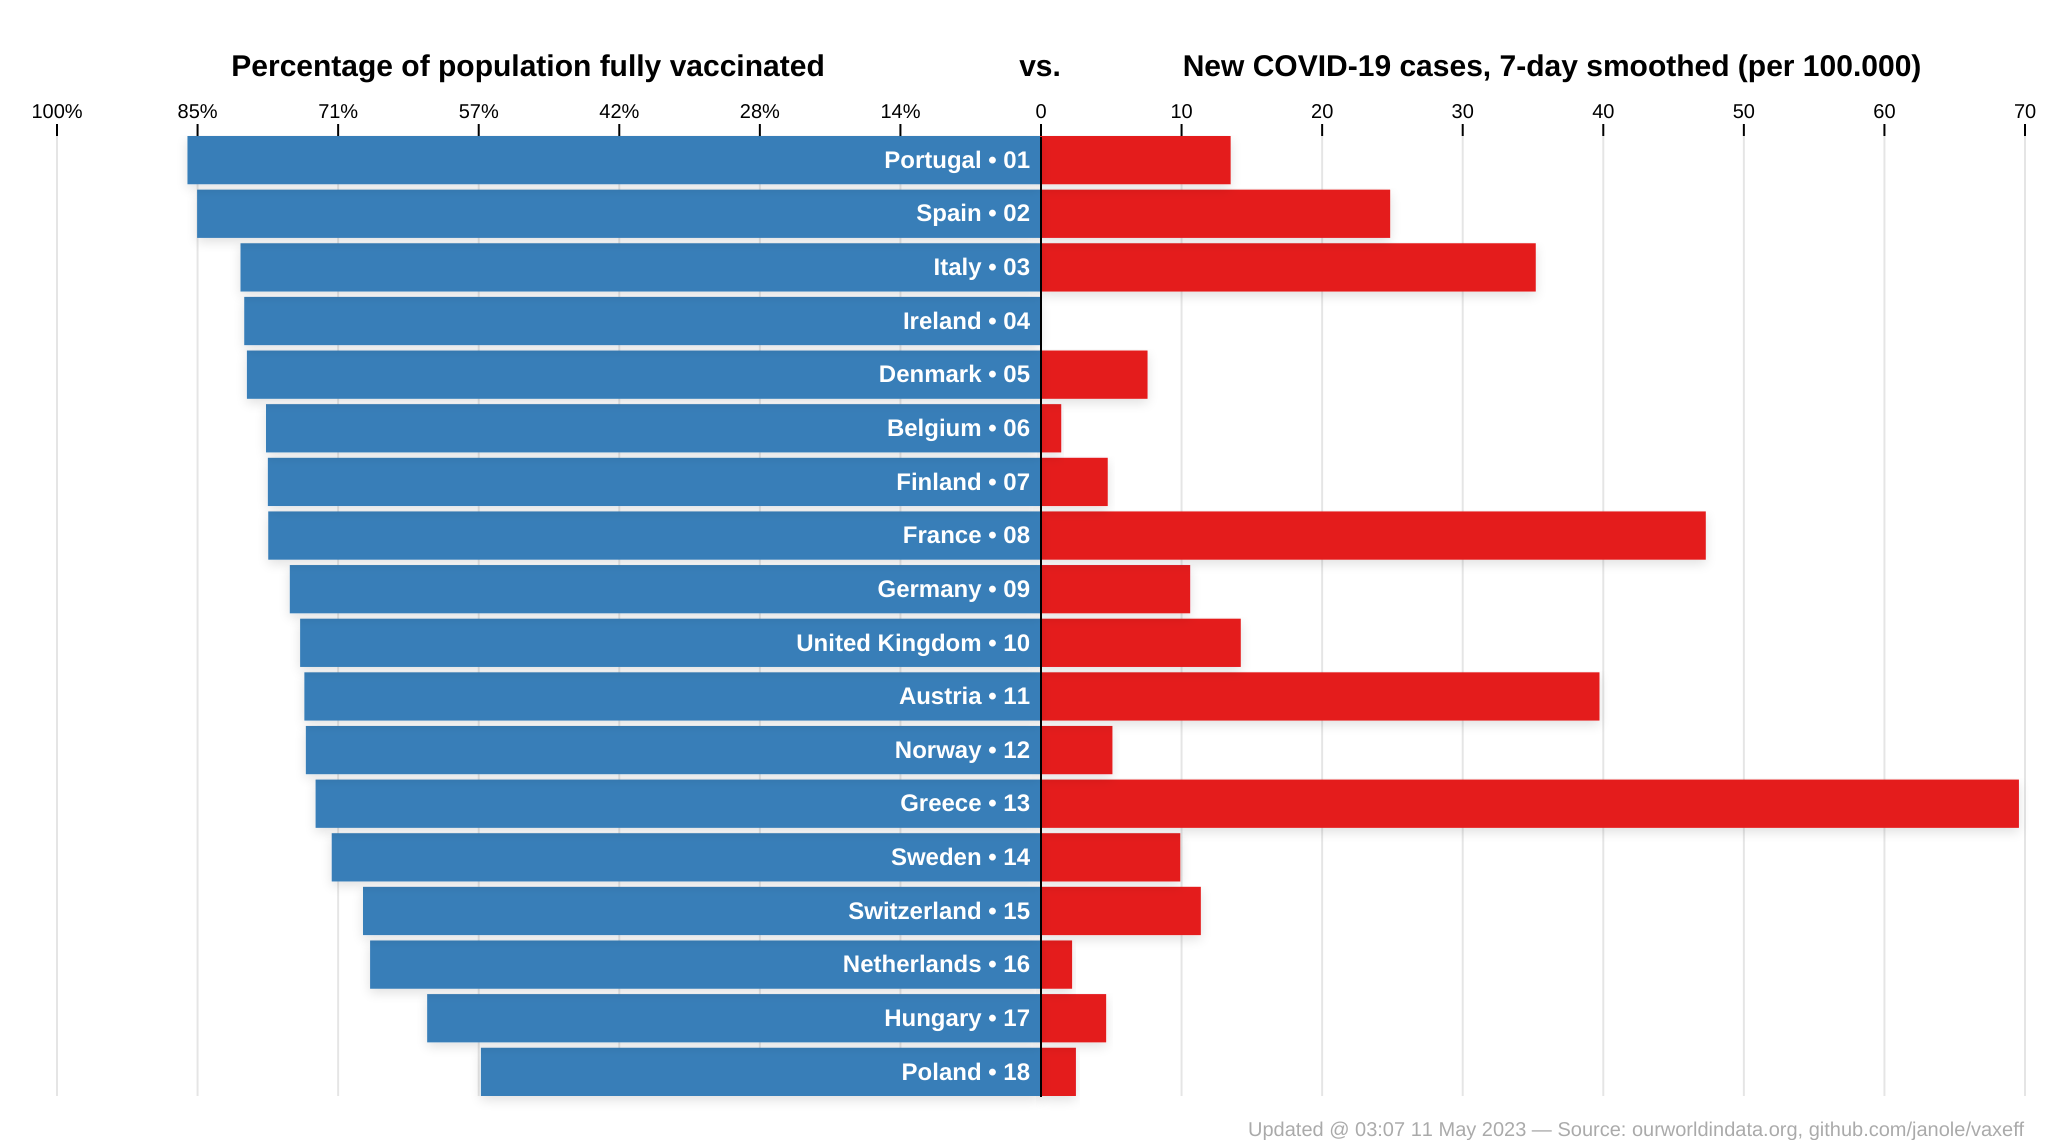 Percentage of population fully vaccinated vs. New COVID-19 cases, 7-day smoothed (per 100.000)
100% 85% 71% 57% 42% 28% 14% 0 10 20 30 40 50 60 70
Portugal • 01
Spain • 02
Italy • 03
Ireland • 04
Denmark • 05
Belgium • 06
Finland • 07
France • 08
Germany • 09
United Kingdom • 10
Austria • 11
Norway • 12
Greece • 13
Sweden • 14
Switzerland • 15
Netherlands • 16
Hungary • 17
Poland • 18
Updated @ 03:07 11 May 2023 — Source: ourworldindata.org, github.com/janole/vaxeff